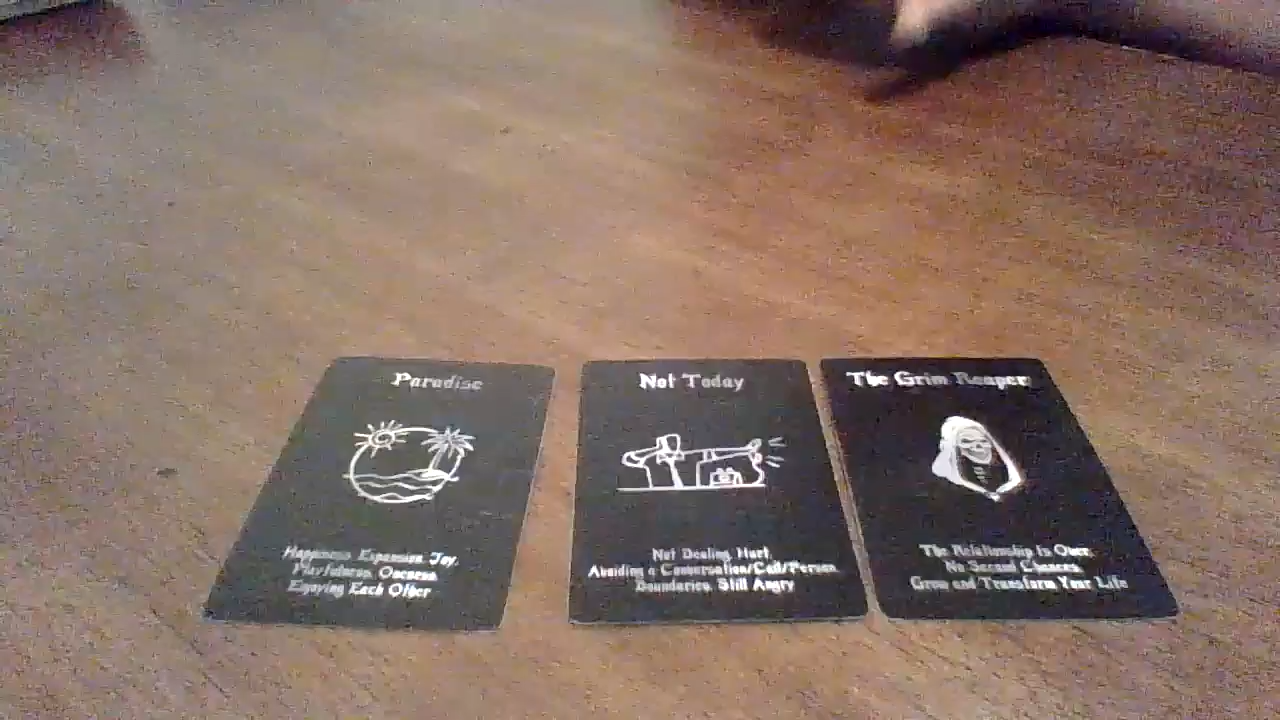 Paradise
Happiness. Expansion. Joy.
Playfulness. Oneness.
Enjoying Each Other
Not Today
Not Dealing. Hurt.
Avoiding a Conversation/Call/Person
Boundaries. Still Angry
The Grim Reaper
The Relationship Is Over.
No Second Chances.
Grow and Transform Your Life